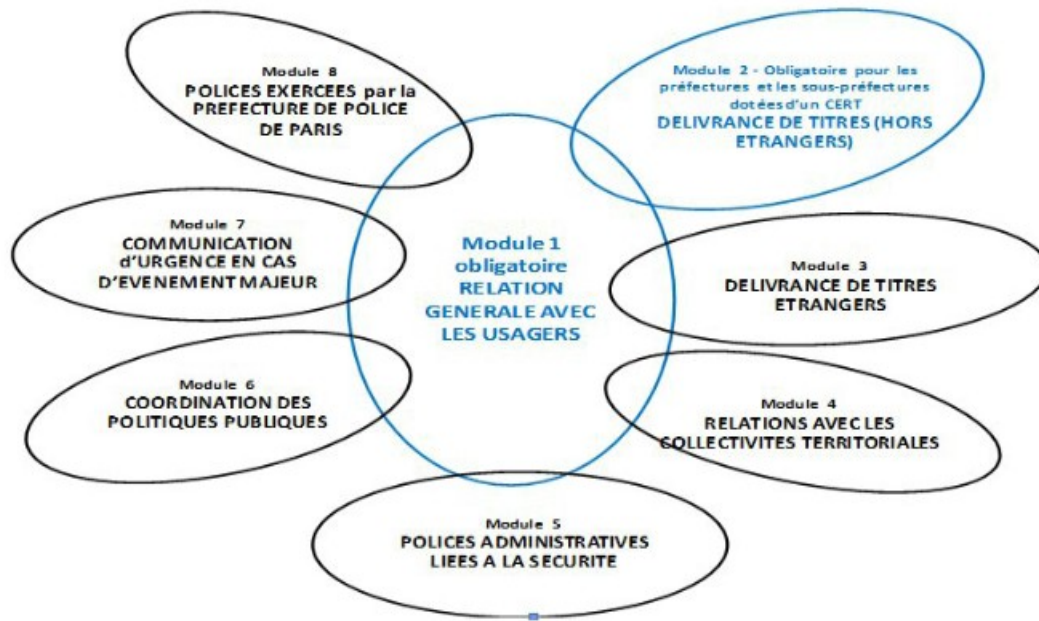 Module 8
POLICES EXERCEES par la
PREFECTURE DE POLICE
DE PARIS
Module 2 - Obligatoire pour les
préfectures et les sous-préfectures
dotées d'un CERT
DELIVRANCE DE TITRES (HORS
ETRANGERS)
Module 7
COMMUNICATION
d'URGENCE EN CAS
D'EVENEMENT MAJEUR
Module 1
obligatoire
RELATION
GENERALE AVEC
LES USAGERS
Module 3
DELIVRANCE DE TITRES
ETRANGERS
Module 6
COORDINATION DES
POLITIQUES PUBLIQUES
Module 4
RELATIONS AVEC LES
COLLECTIVITES TERRITORIALES
Module 5
POLICES ADMINISTRATIVES
LIEES A LA SECURITE